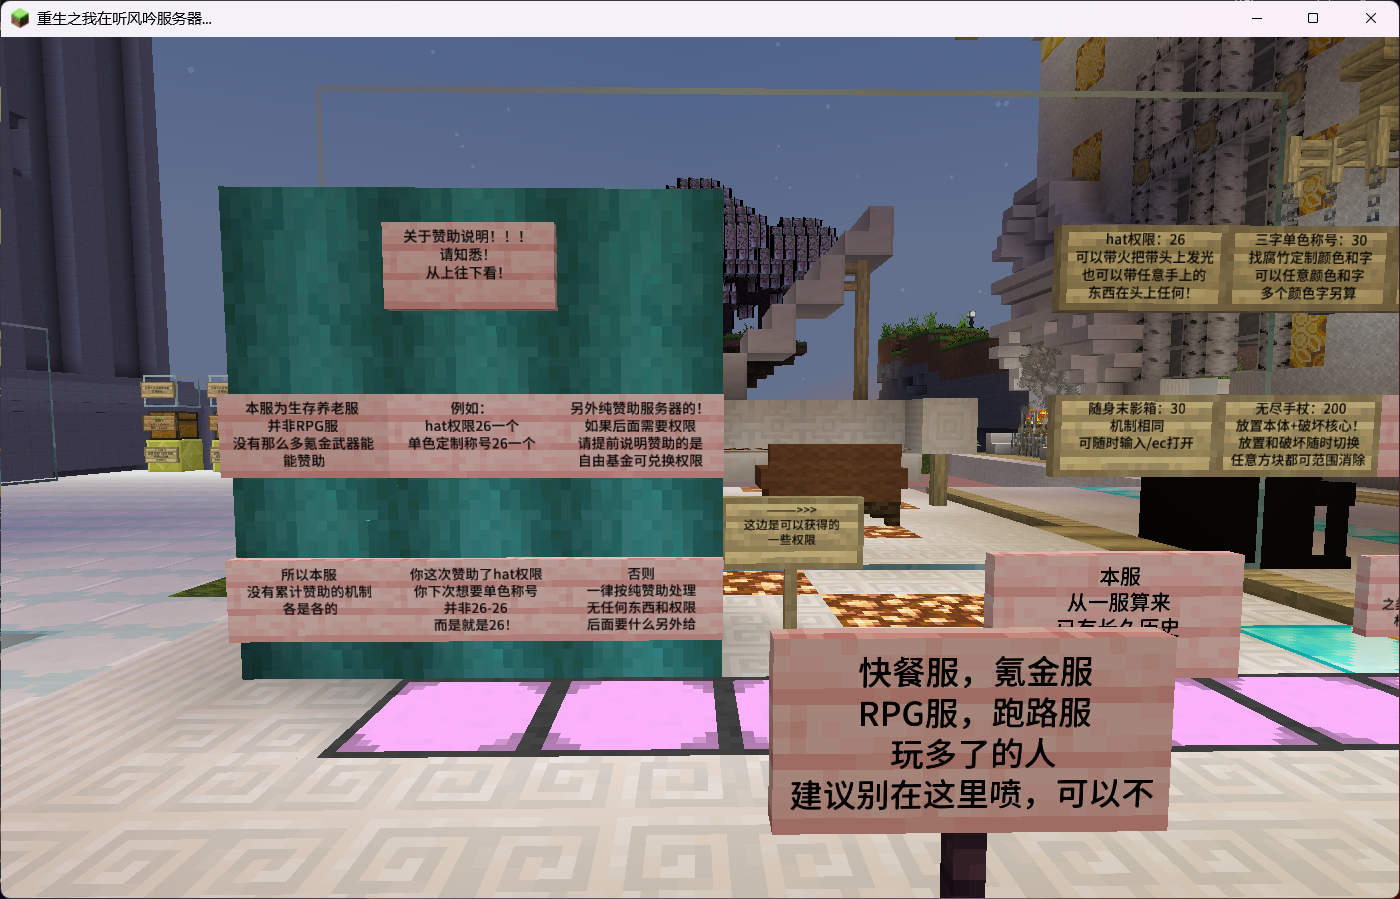 重生之我在听风吟服务器...
关于赞助说明！！！
请知悉！
从上往下看！
本服为生存养老服
并非RPG服
没有那么多氪金武器能
能赞助
例如：
hat权限26一个
单色定制称号26一个
另外纯赞助服务器的！
如果后面需要权限
请提前说明赞助的是
自由基金可兑换权限
所以本服
没有累计赞助的机制
各是各的
你这次赞助了hat权限
你下次想要单色称号
并非26-26
而是就是26！
否则
一律按纯赞助处理
无任何东西和权限
后面要什么另外给
hat权限：26
可以带火把带头上发光
也可以带任意手上的
东西在头上任何！
三字单色称号：30
找腐竹定制颜色和字
可以任意颜色和字
多个颜色字另算
随身末影箱：30
机制相同
可随时输入/ec打开
无尽手杖：200
放置本体+破坏核心！
放置和破坏随时切换
任意方块都可范围消除
——>>>
这边是可以获得的
一些权限
本服
从一服算来
已有长久历史
快餐服，氪金服
RPG服，跑路服
玩多了的人
建议别在这里喷，可以不